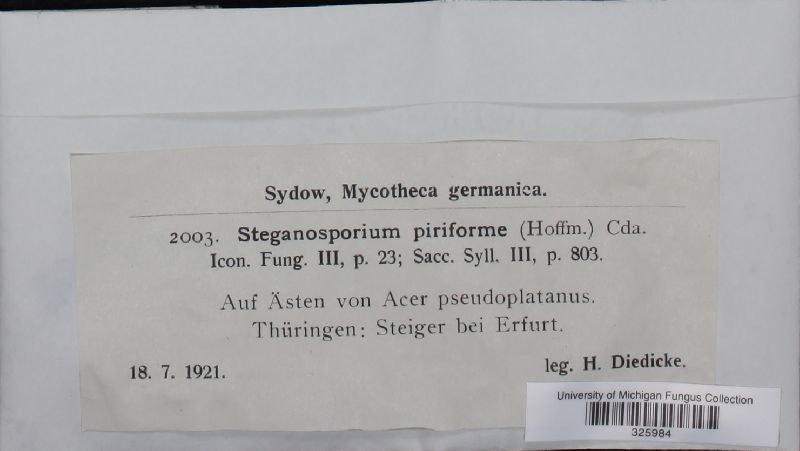 Sydow, Mycotheca germanica.
2003. Steganosporium piriforme (Hoffm.) Cda.
Icon. Fung. III, p. 23; Sacc. Syll. III, p. 803.
Auf Ästen von Acer pseudoplatanus.
Thüringen: Steiger bei Erfurt.
18. 7. 1921. leg. H. Diedicke.
University of Michigan Fungus Collection
325984